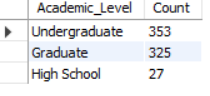 Academic_Level Count
Undergraduate 353
Graduate 325
High School 27